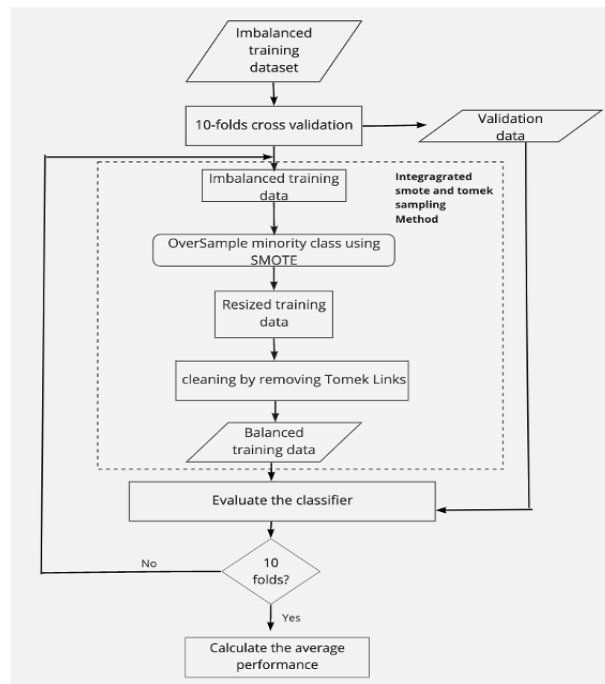 Imbalanced
training
dataset
10-folds cross validation
Validation
data
Imbalanced training
data
Integragrated
smote and tomek
sampling
Method
OverSample minority class using
SMOTE
Resized training
data
cleaning by removing Tomek Links
Balanced
training data
Evaluate the classifier
10
folds?
No
Yes
Calculate the average
performance